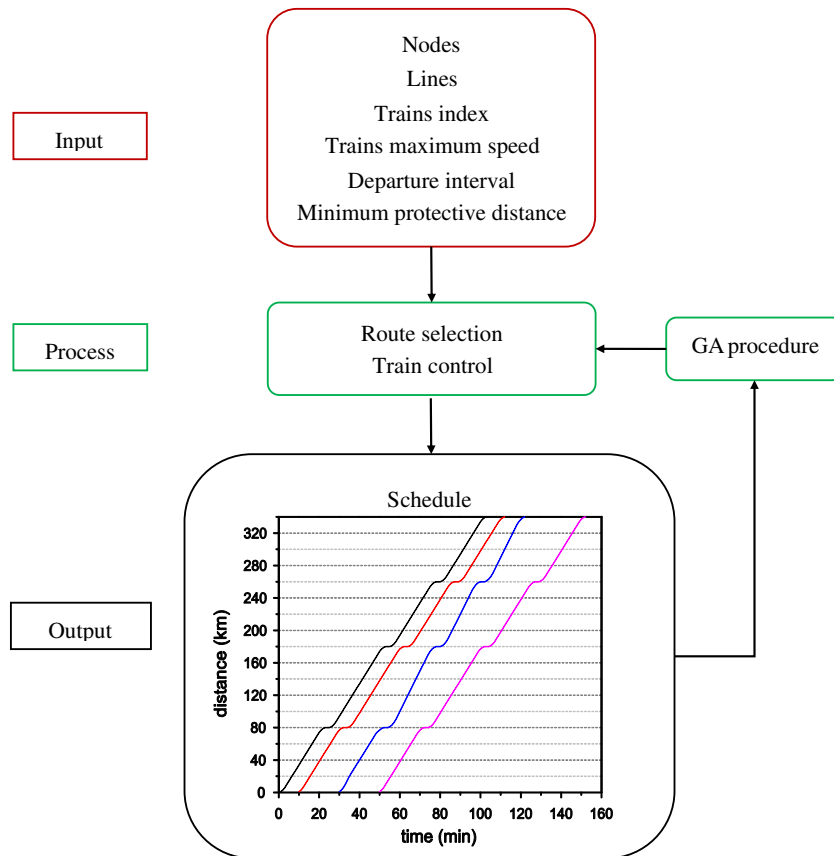 Nodes
Lines
Trains index
Trains maximum speed
Departure interval
Minimum protective distance
Input
Route selection
Train control
GA procedure
Process
Schedule
320
280
240
200
160
120
80
40
0
distance (km)
0 20 40 60 80 100 120 140 160
time (min)
Output